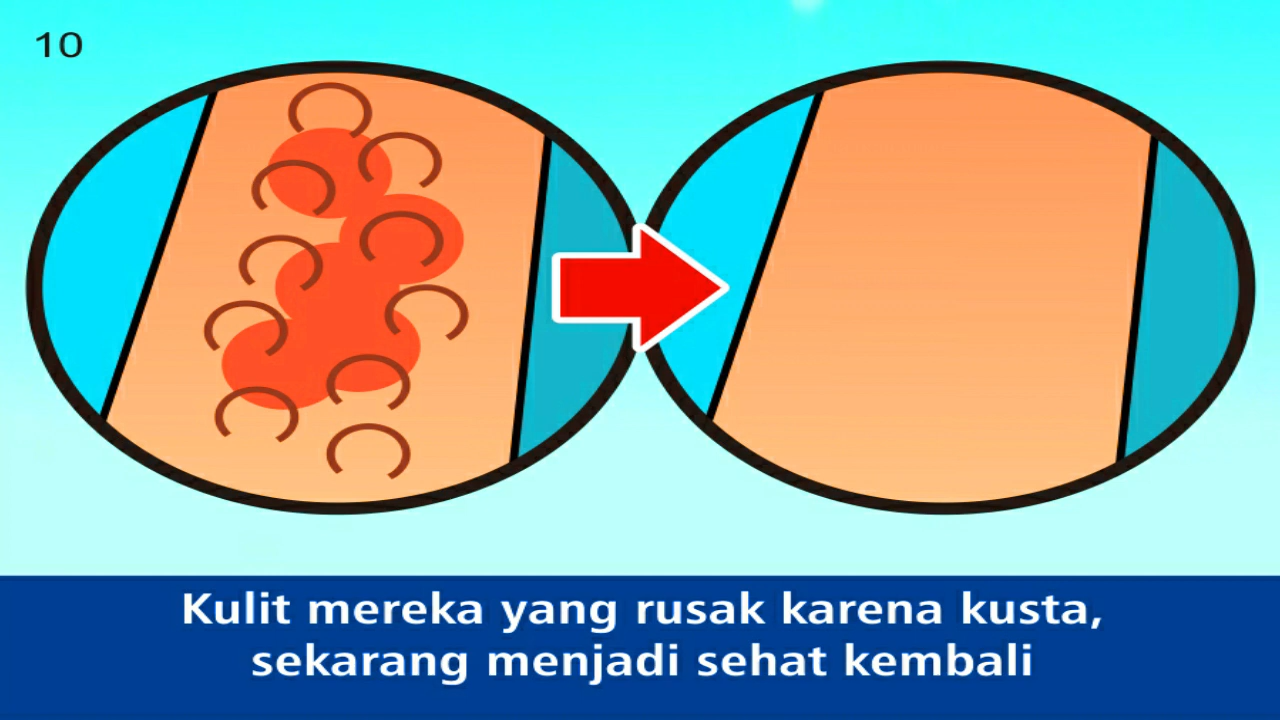 10
Kulit mereka yang rusak karena kusta,
sekarang menjadi sehat kembali